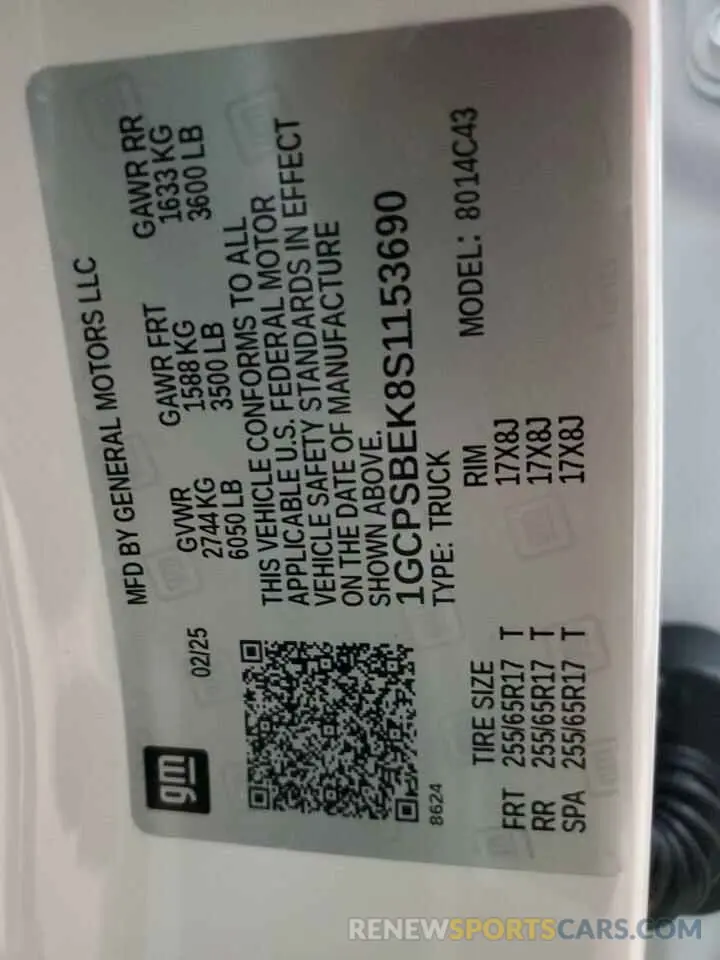 gm
02/25
MFD BY GENERAL MOTORS LLC
GVWR GAWR FRT GAWR RR
2744 KG 1588 KG 1633 KG
6050 LB 3500 LB 3600 LB
THIS VEHICLE CONFORMS TO ALL
APPLICABLE U.S. FEDERAL MOTOR
VEHICLE SAFETY STANDARDS IN EFFECT
ON THE DATE OF MANUFACTURE
SHOWN ABOVE.
1GCPSBEK8S1153690
TYPE: TRUCK MODEL: 8014C43
8624
TIRE SIZE RIM
FRT 255/65R17 T 17X8J
RR 255/65R17 T 17X8J
SPA 255/65R17 T 17X8J
RENEWSPORTSCARS.COM